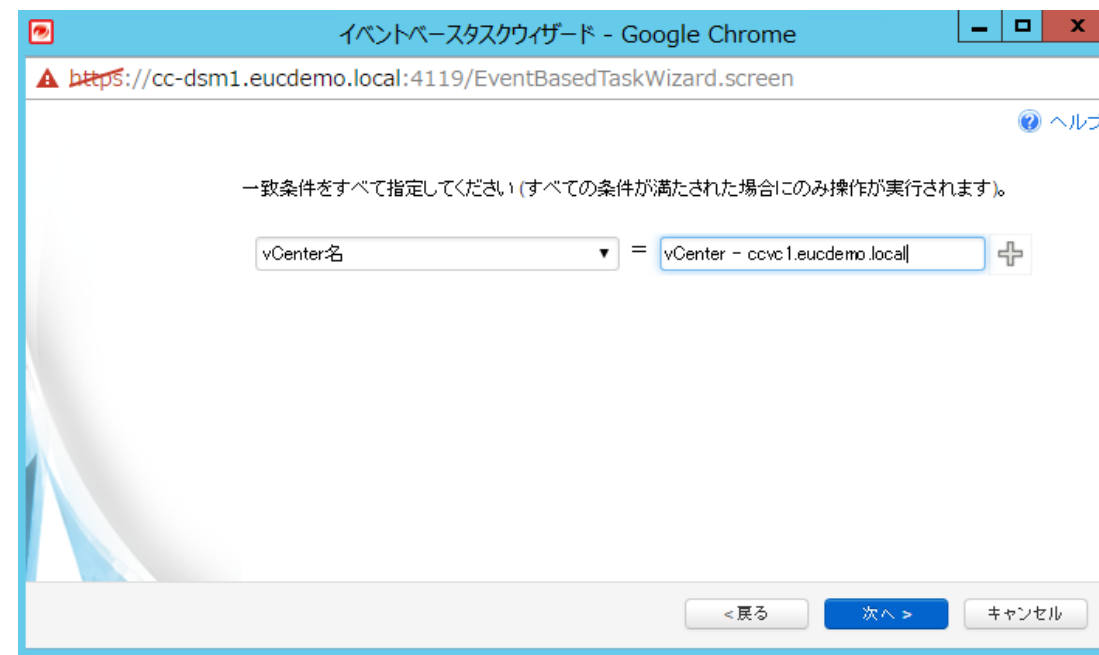 イベントベースタスクウィザード - Google Chrome
https://cc-dsm1.eucdemo.local:4119/EventBasedTaskWizard.screen
ヘルプ
一致条件をすべて指定してください (すべての条件が満たされた場合にのみ操作が実行されます)。
vCenter名 = vCenter - ccvc1.eucdemo.local
<戻る 次へ > キャンセル